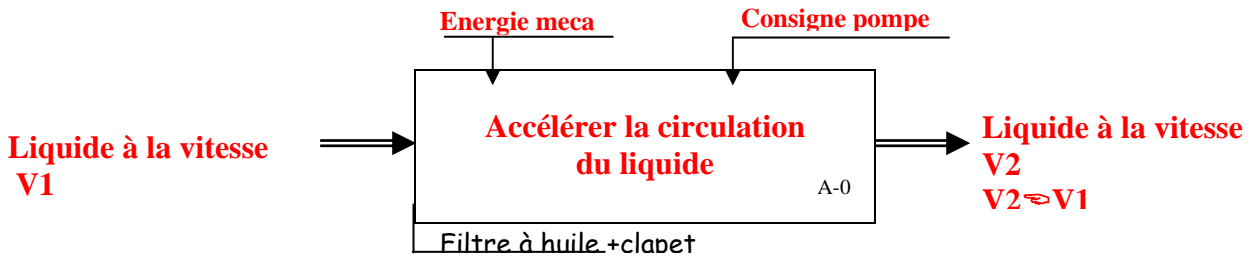 Energie meca
Consigne pompe
Accélérer la circulation
du liquide
A-0
Liquide à la vitesse
V1
Liquide à la vitesse
V2
V2☜V1
Filtre à huile +clapet